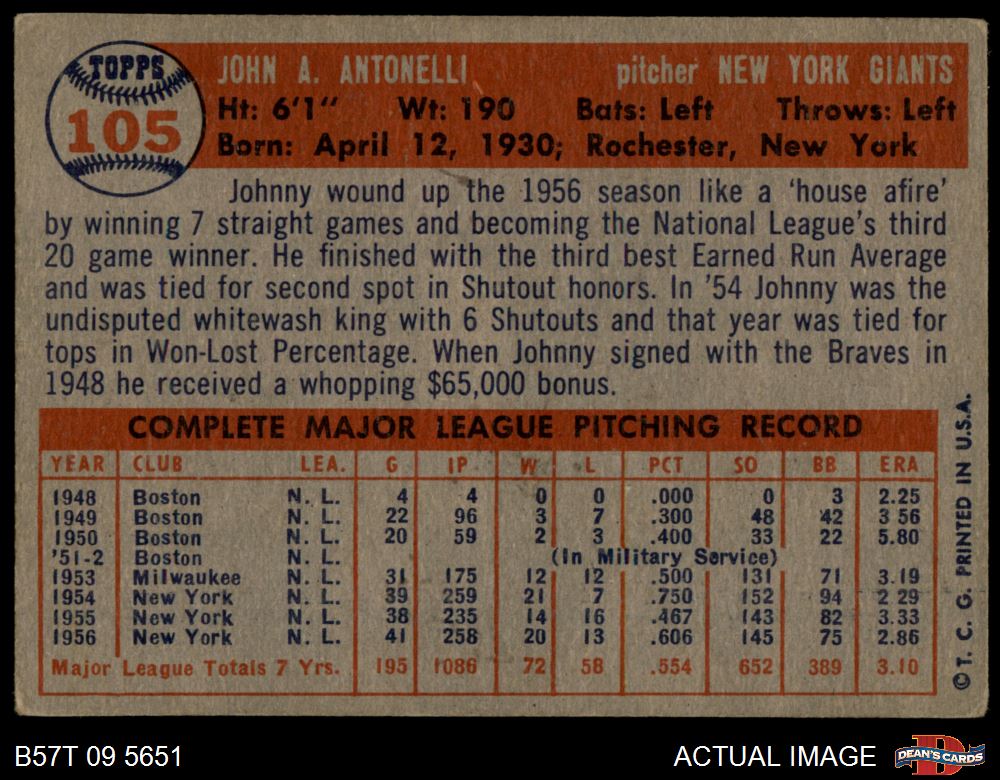 TOPPS
105
JOHN A. ANTONELLI pitcher NEW YORK GIANTS
Ht: 6'1" Wt: 190 Bats: Left Throws: Left
Born: April 12, 1930; Rochester, New York
Johnny wound up the 1956 season like a 'house afire'
by winning 7 straight games and becoming the National League's third
20 game winner. He finished with the third best Earned Run Average
and was tied for second spot in Shutout honors. In '54 Johnny was the
undisputed whitewash king with 6 Shutouts and that year was tied for
tops in Won-Lost Percentage. When Johnny signed with the Braves in
1948 he received a whopping $65,000 bonus.
COMPLETE MAJOR LEAGUE PITCHING RECORD
YEAR CLUB LEA. G IP W L PCT SO BB ERA
1948 Boston N. L. 4 4 0 0 .000 0 3 2.25
1949 Boston N. L. 22 96 3 7 .300 48 42 3 56
1950 Boston N. L. 20 59 2 3 .400 33 22 5.80
'51-2 Boston N. L. (In Military Service)
1953 Milwaukee N. L. 31 175 12 12 .500 131 71 3.19
1954 New York N. L. 39 259 21 7 .750 152 94 2 29
1955 New York N. L. 38 235 14 16 .467 143 82 3.33
1956 New York N. L. 41 258 20 13 .606 145 75 2.86
Major League Totals 7 Yrs. 195 1086 72 58 .554 652 389 3.10
©T. C. G. PRINTED IN U.S.A.
B57T 09 5651 ACTUAL IMAGE DEAN'S CARDS